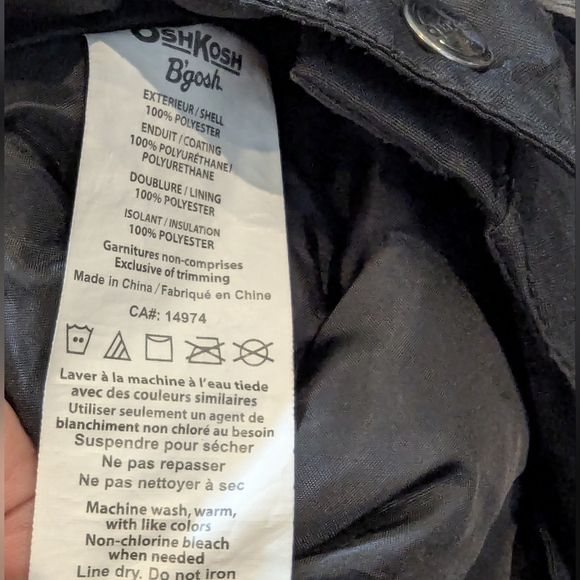 OSHKOSH
B'gosh
EXTERIEUR/SHELL
100% POLYESTER
ENDUIT/COATING
100% POLYURÉTHANE/
POLYURETHANE
DOUBLURE/LINING
100% POLYESTER
ISOLANT/INSULATION
100% POLYESTER
Garnitures non-comprises
Exclusive of trimming
Made in China/Fabriqué en Chine
CA#: 14974
Laver à la machine à l'eau tiede
avec des couleurs similaires
Utiliser seulement un agent de
blanchiment non chloré au besoin
Suspendre pour sécher
Ne pas repasser
Ne pas nettoyer à sec
Machine wash, warm,
with like colors
Non-chlorine bleach
when needed
Line dry. Do not iron